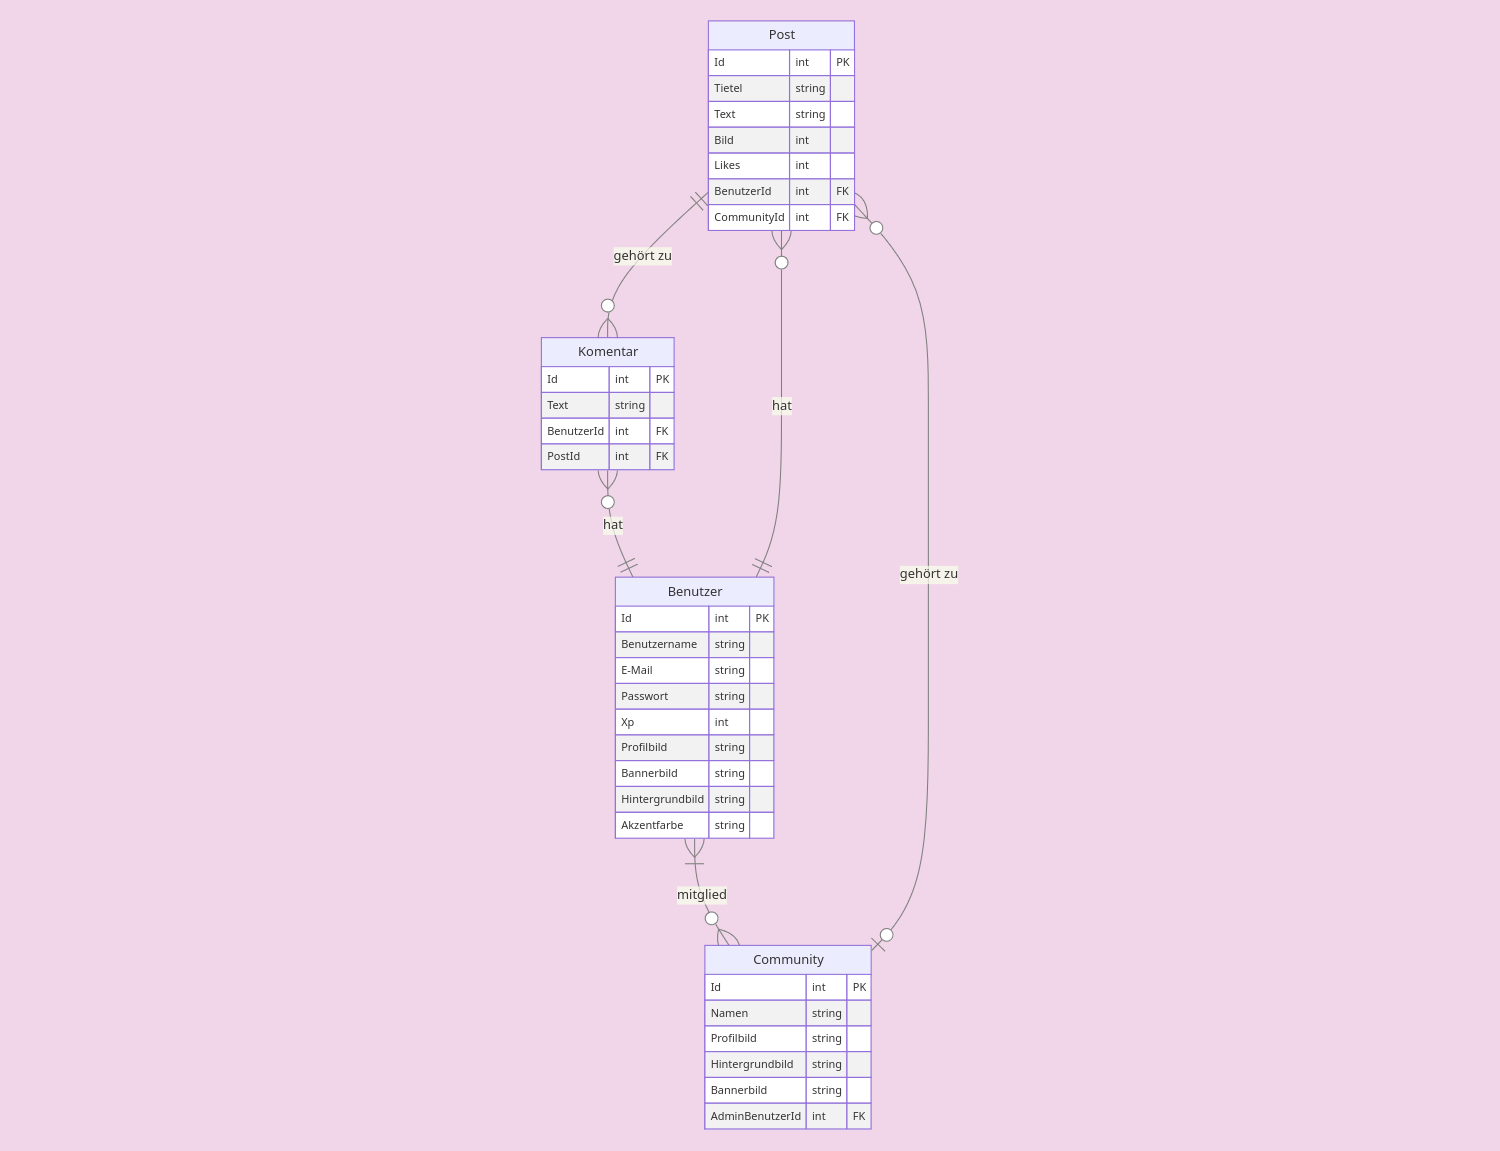 Post
Id int PK
Tietel string
Text string
Bild int
Likes int
BenutzerId int FK
CommunityId int FK
gehört zu
Komentar
Id int PK
Text string
BenutzerId int FK
PostId int FK
hat
hat
gehört zu
Benutzer
Id int PK
Benutzername string
E-Mail string
Passwort string
Xp int
Profilbild string
Bannerbild string
Hintergrundbild string
Akzentfarbe string
mitglied
Community
Id int PK
Namen string
Profilbild string
Hintergrundbild string
Bannerbild string
AdminBenutzerId int FK